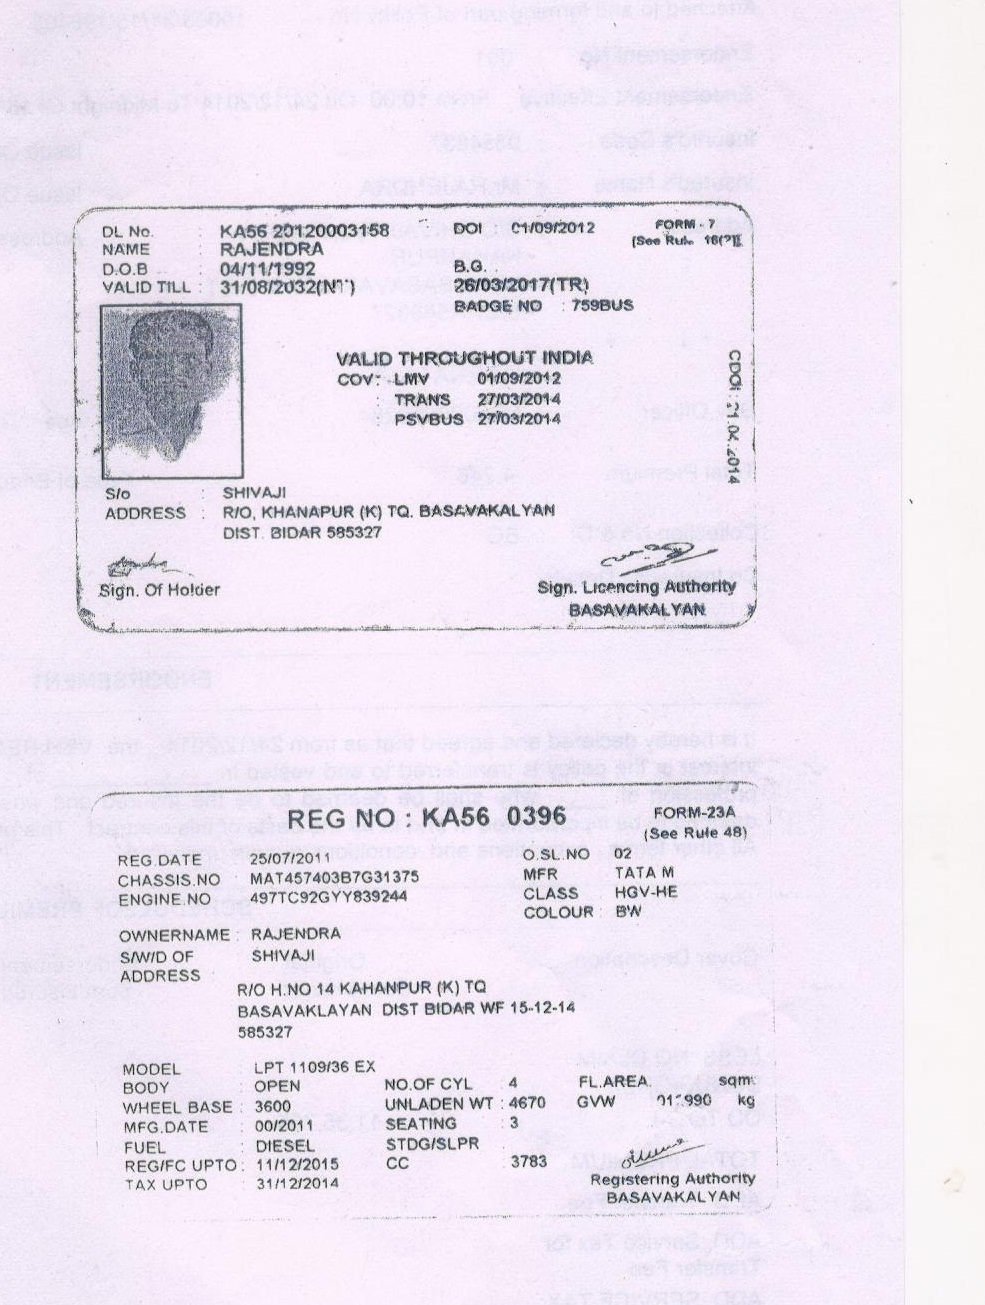 DL No. : KA56 20120003158 DOI : 01/09/2012 FORM - 7
NAME : RAJENDRA (See Rule 16(2))
D.O.B : 04/11/1992 B.G. :
VALID TILL : 31/08/2032(NT) 26/03/2017(TR)
BADGE NO : 759BUS
VALID THROUGHOUT INDIA
COV: LMV 01/09/2012
TRANS 27/03/2014
PSVBUS 27/03/2014
CDOI: 21.04.2014
S/o : SHIVAJI
ADDRESS : R/O, KHANAPUR (K) TQ. BASAVAKALYAN
DIST. BIDAR 585327
Sign. Of Holder
Sign. Licencing Authority
BASAVAKALYAN
REG NO : KA56 0396 FORM-23A
(See Rule 48)
REG.DATE : 25/07/2011 O.SL.NO : 02
CHASSIS.NO : MAT457403B7G31375 MFR : TATA M
ENGINE.NO : 497TC92GYY839244 CLASS : HGV-HE
COLOUR : BW
OWNERNAME : RAJENDRA
S/W/D OF : SHIVAJI
ADDRESS :
R/O H.NO 14 KAHANPUR (K) TQ
BASAVAKLAYAN DIST BIDAR WF 15-12-14
585327
MODEL : LPT 1109/36 EX
BODY : OPEN NO.OF CYL : 4 FL.AREA sqm
WHEEL BASE : 3600 UNLADEN WT : 4670 GVW 011990 kg
MFG.DATE : 00/2011 SEATING : 3
FUEL : DIESEL STDG/SLPR
REG/FC UPTO : 11/12/2015 CC : 3783
TAX UPTO : 31/12/2014
Registering Authority
BASAVAKALYAN